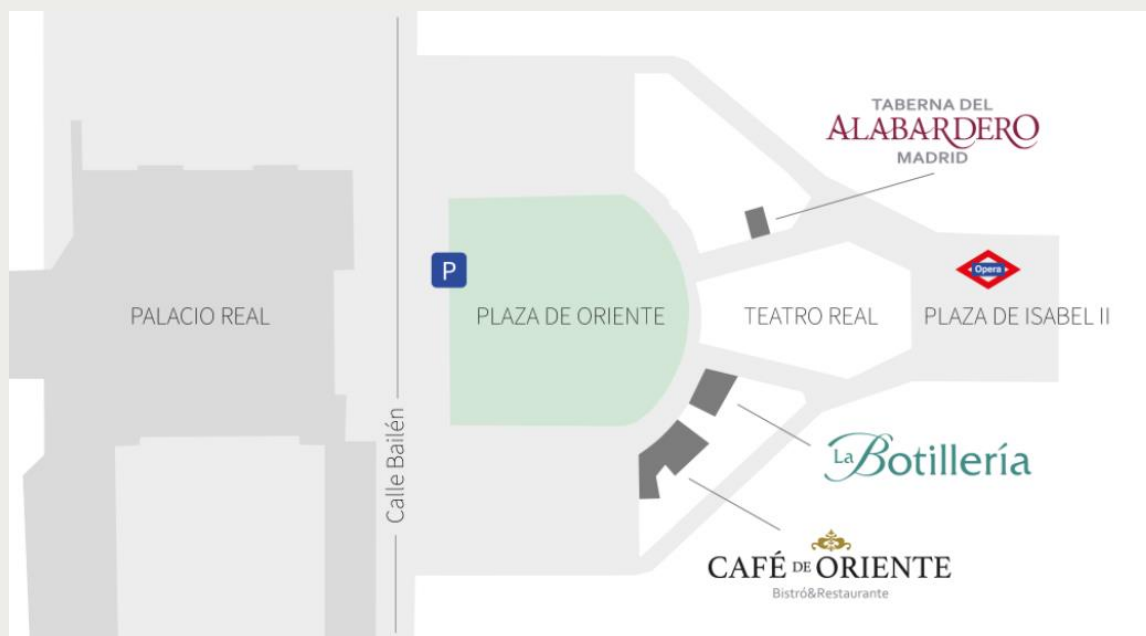 TABERNA DEL
ALABARDERO
MADRID
P
Opera
PALACIO REAL
PLAZA DE ORIENTE
TEATRO REAL
PLAZA DE ISABEL II
Calle Bailén
La Botillería
CAFÉ DE ORIENTE
Bistró&Restaurante